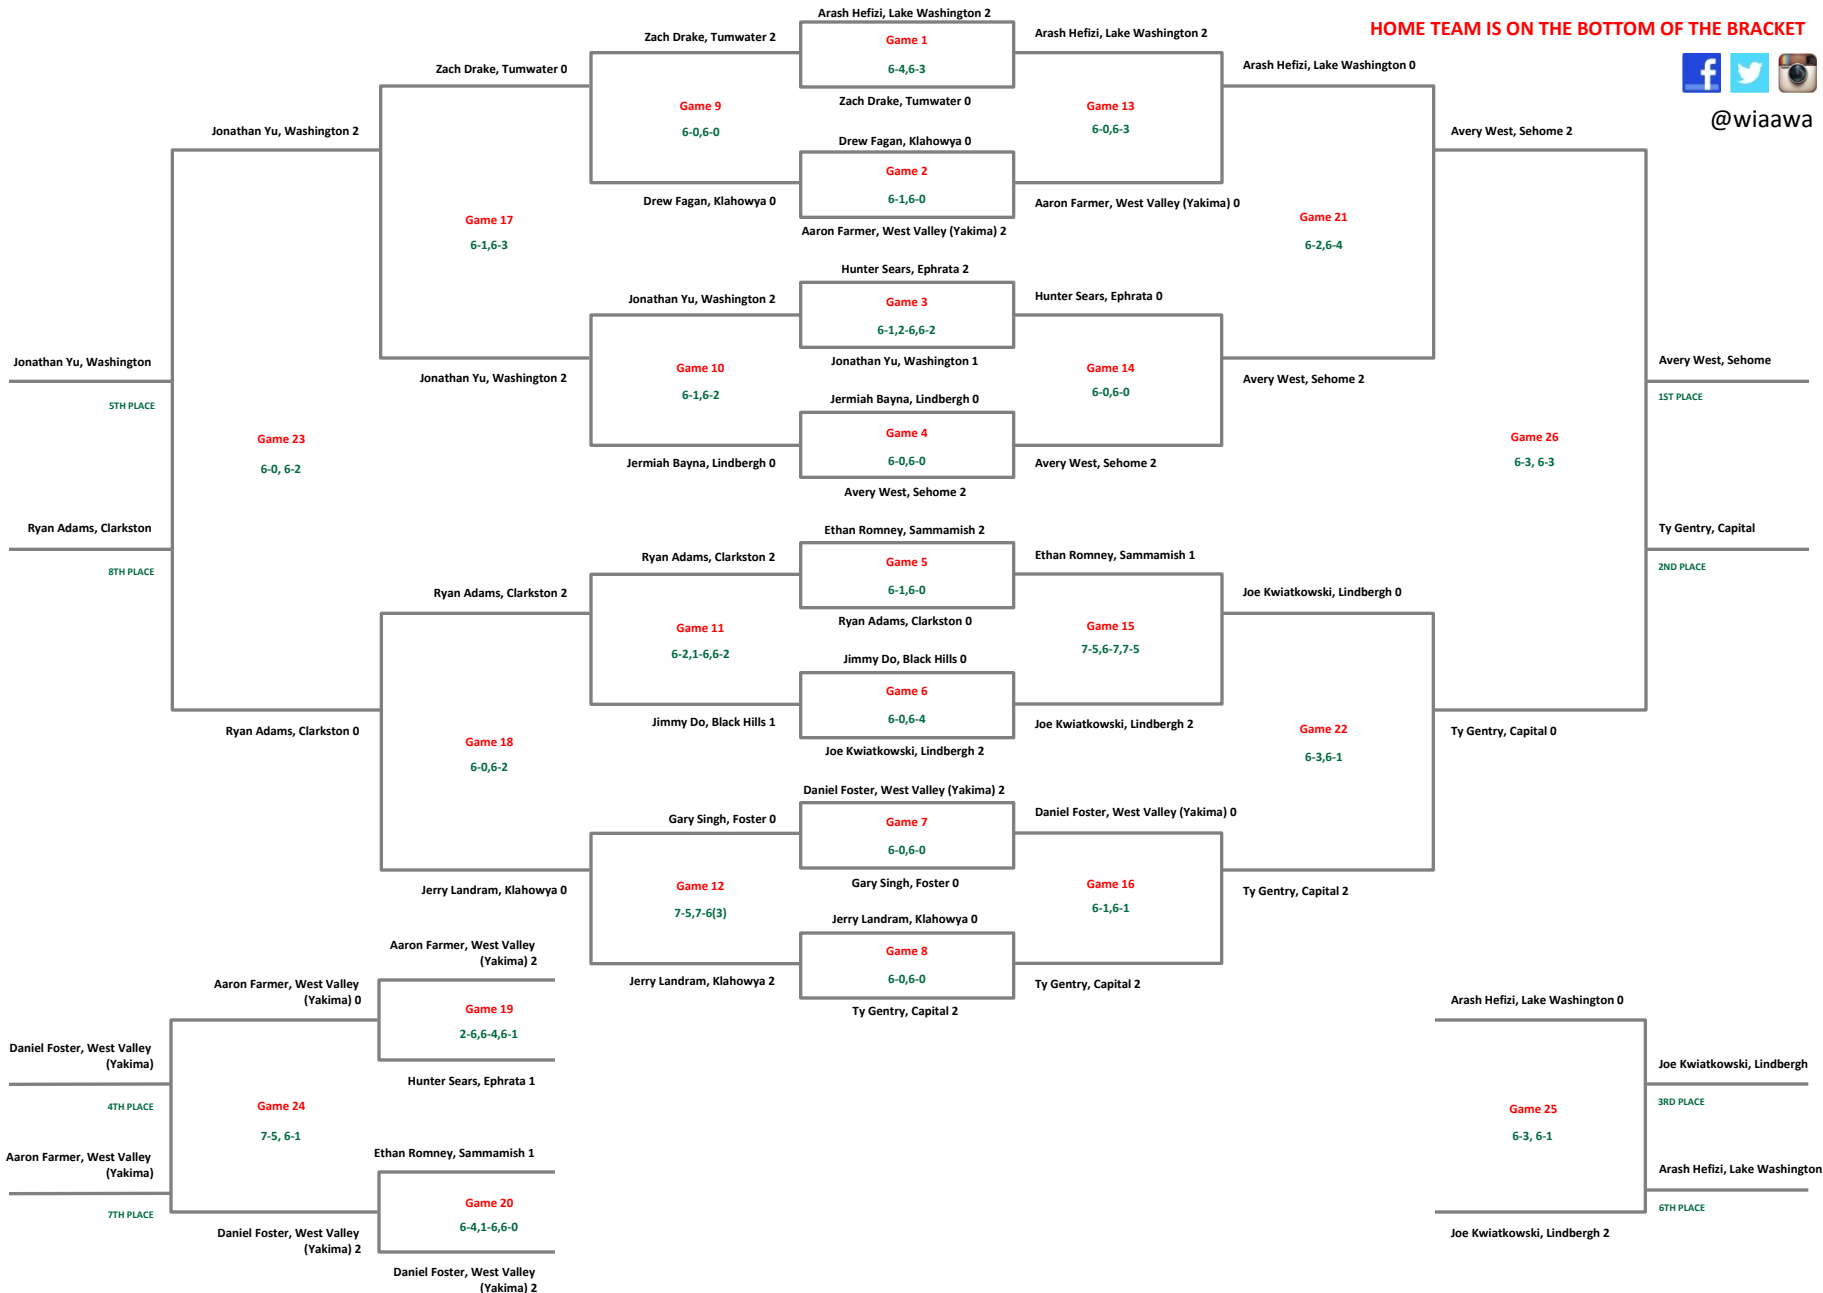 Arash Hefizi, Lake Washington 2
HOME TEAM IS ON THE BOTTOM OF THE BRACKET
Zach Drake, Tumwater 2
Game 1
Arash Hefizi, Lake Washington 2
Zach Drake, Tumwater 0
6-4,6-3
Arash Hefizi, Lake Washington 0
Game 9
Zach Drake, Tumwater 0
Game 13
@wiaawa
Jonathan Yu, Washington 2
6-0,6-0
6-0,6-3
Avery West, Sehome 2
Drew Fagan, Klahowya 0
Game 2
Drew Fagan, Klahowya 0
6-1,6-0
Aaron Farmer, West Valley (Yakima) 0
Game 17
Game 21
Aaron Farmer, West Valley (Yakima) 2
6-1,6-3
6-2,6-4
Hunter Sears, Ephrata 2
Jonathan Yu, Washington 2
Game 3
Hunter Sears, Ephrata 0
6-1,2-6,6-2
Jonathan Yu, Washington
Jonathan Yu, Washington 1
Avery West, Sehome
Game 10
Game 14
Jonathan Yu, Washington 2
Avery West, Sehome 2
5TH PLACE
6-1,6-2
Jermiah Bayna, Lindbergh 0
6-0,6-0
1ST PLACE
Game 23
Game 4
Game 26
6-0, 6-2
Jermiah Bayna, Lindbergh 0
6-0,6-0
Avery West, Sehome 2
6-3, 6-3
Avery West, Sehome 2
Ryan Adams, Clarkston
Ethan Romney, Sammamish 2
Ty Gentry, Capital
Ryan Adams, Clarkston 2
Game 5
Ethan Romney, Sammamish 1
8TH PLACE
2ND PLACE
Ryan Adams, Clarkston 2
6-1,6-0
Joe Kwiatkowski, Lindbergh 0
Game 11
Ryan Adams, Clarkston 0
Game 15
6-2,1-6,6-2
Jimmy Do, Black Hills 0
7-5,6-7,7-5
Game 6
Jimmy Do, Black Hills 1
6-0,6-4
Joe Kwiatkowski, Lindbergh 2
Ryan Adams, Clarkston 0
Game 18
Game 22
Ty Gentry, Capital 0
Joe Kwiatkowski, Lindbergh 2
6-0,6-2
6-3,6-1
Daniel Foster, West Valley (Yakima) 2
Gary Singh, Foster 0
Game 7
Daniel Foster, West Valley (Yakima) 0
6-0,6-0
Jerry Landram, Klahowya 0
Game 12
Gary Singh, Foster 0
Game 16
Ty Gentry, Capital 2
7-5,7-6(3)
Jerry Landram, Klahowya 0
6-1,6-1
Game 8
Jerry Landram, Klahowya 2
6-0,6-0
Ty Gentry, Capital 2
Ty Gentry, Capital 2
Aaron Farmer, West Valley
(Yakima) 2
Aaron Farmer, West Valley
(Yakima) 0
Arash Hefizi, Lake Washington 0
Game 19
2-6,6-4,6-1
Daniel Foster, West Valley
(Yakima)
Joe Kwiatkowski, Lindbergh
Hunter Sears, Ephrata 1
4TH PLACE
3RD PLACE
Game 24
Game 25
7-5, 6-1
6-3, 6-1
Aaron Farmer, West Valley
(Yakima)
Ethan Romney, Sammamish 1
Arash Hefizi, Lake Washington
7TH PLACE
Game 20
6TH PLACE
6-4,1-6,6-0
Daniel Foster, West Valley
(Yakima) 2
Joe Kwiatkowski, Lindbergh 2
Daniel Foster, West Valley
(Yakima) 2